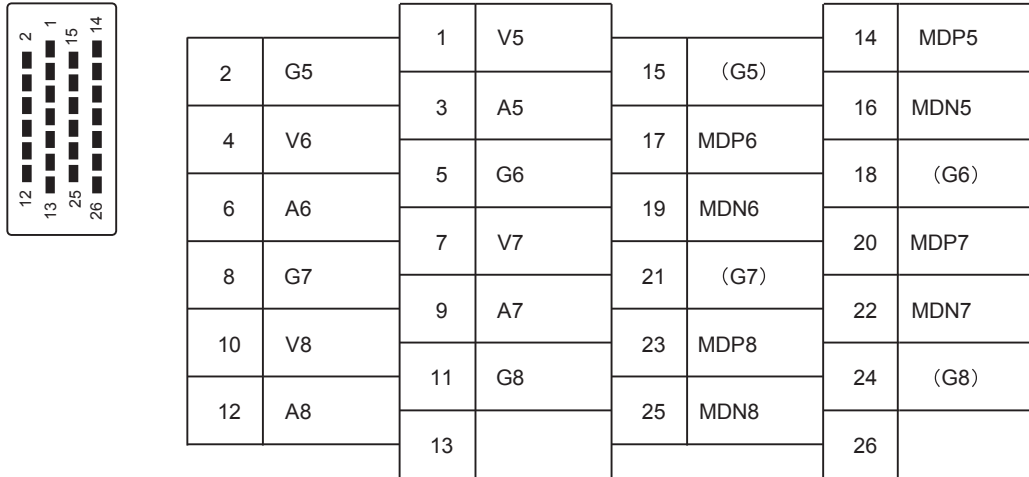 2 1 15 14
12 13 25 26
1 V5
3 A5
5 G6
7 V7
9 A7
11 G8
13
2 G5
4 V6
6 A6
8 G7
10 V8
12 A8
15 （G5）
17 MDP6
19 MDN6
21 （G7）
23 MDP8
25 MDN8
14 MDP5
16 MDN5
18 （G6）
20 MDP7
22 MDN7
24 （G8）
26